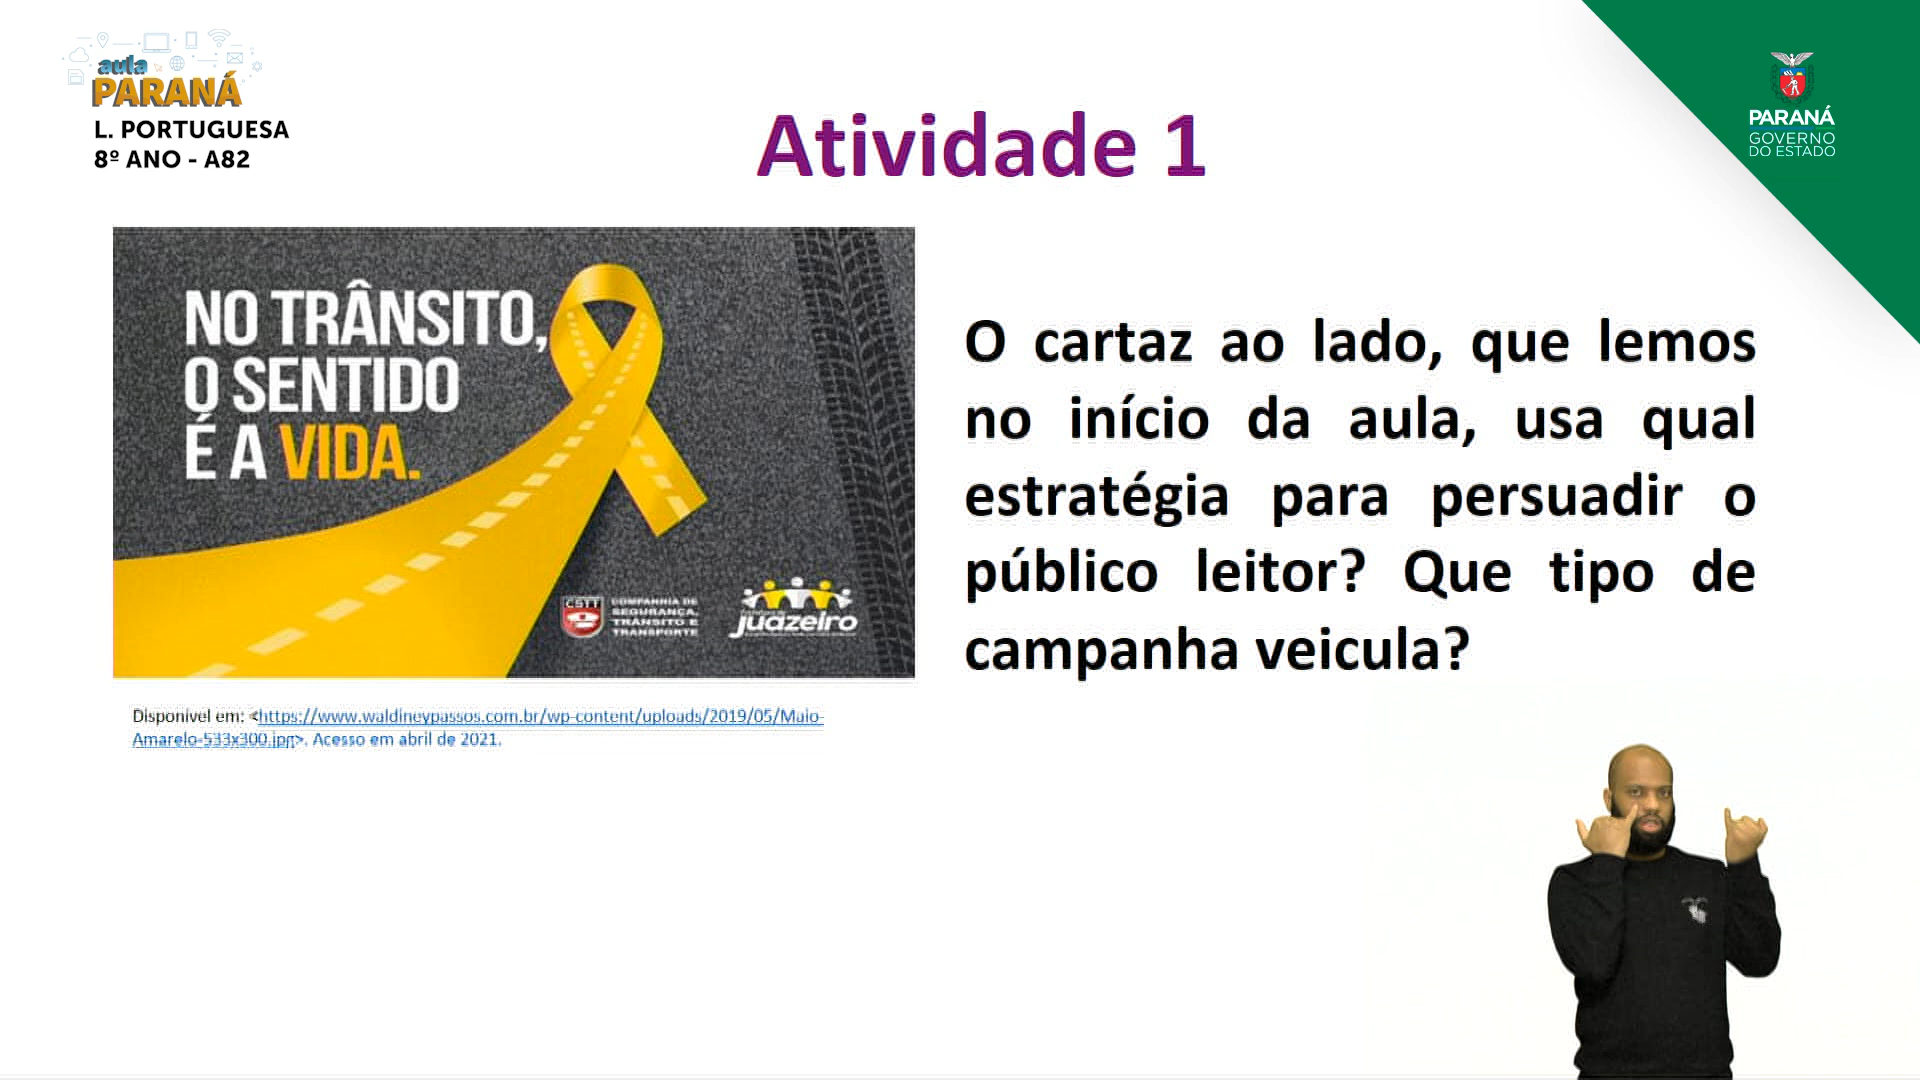 aula
PARANÁ
L. PORTUGUESA
8º ANO - A82
Atividade 1
PARANÁ
GOVERNO
DO ESTADO
NO TRÂNSITO,
O SENTIDO
É A VIDA.
CSTT
COMPANHIA DE
SEGURANÇA,
TRÂNSITO E
TRANSPORTE
Prefeitura de
juazeiro
Disponível em: <https://www.waldineypassos.com.br/wp-content/uploads/2019/05/Maio-
Amarelo-533x300.jpg>. Acesso em abril de 2021.
O cartaz ao lado, que lemos
no início da aula, usa qual
estratégia para persuadir o
público leitor? Que tipo de
campanha veicula?